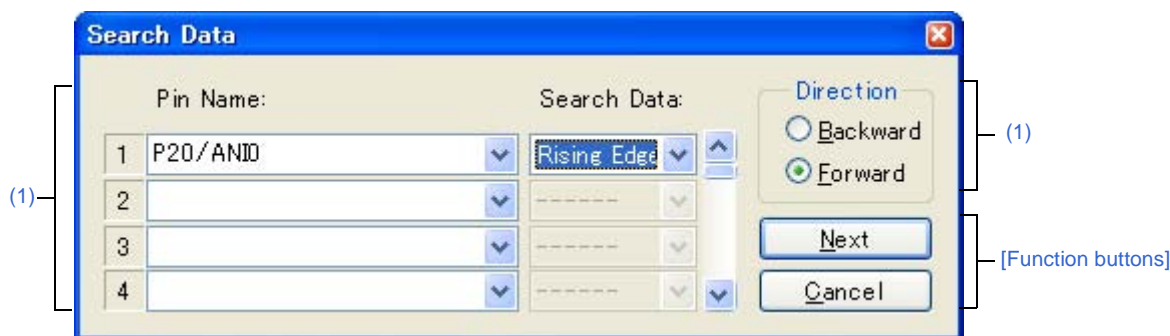 Search Data
Pin Name:
Search Data:
Direction
1 P20/ANI0 Rising Edge
Backward
Forward
2 ------
3 ------
4 ------
Next
Cancel
(1)
(1)
[Function buttons]